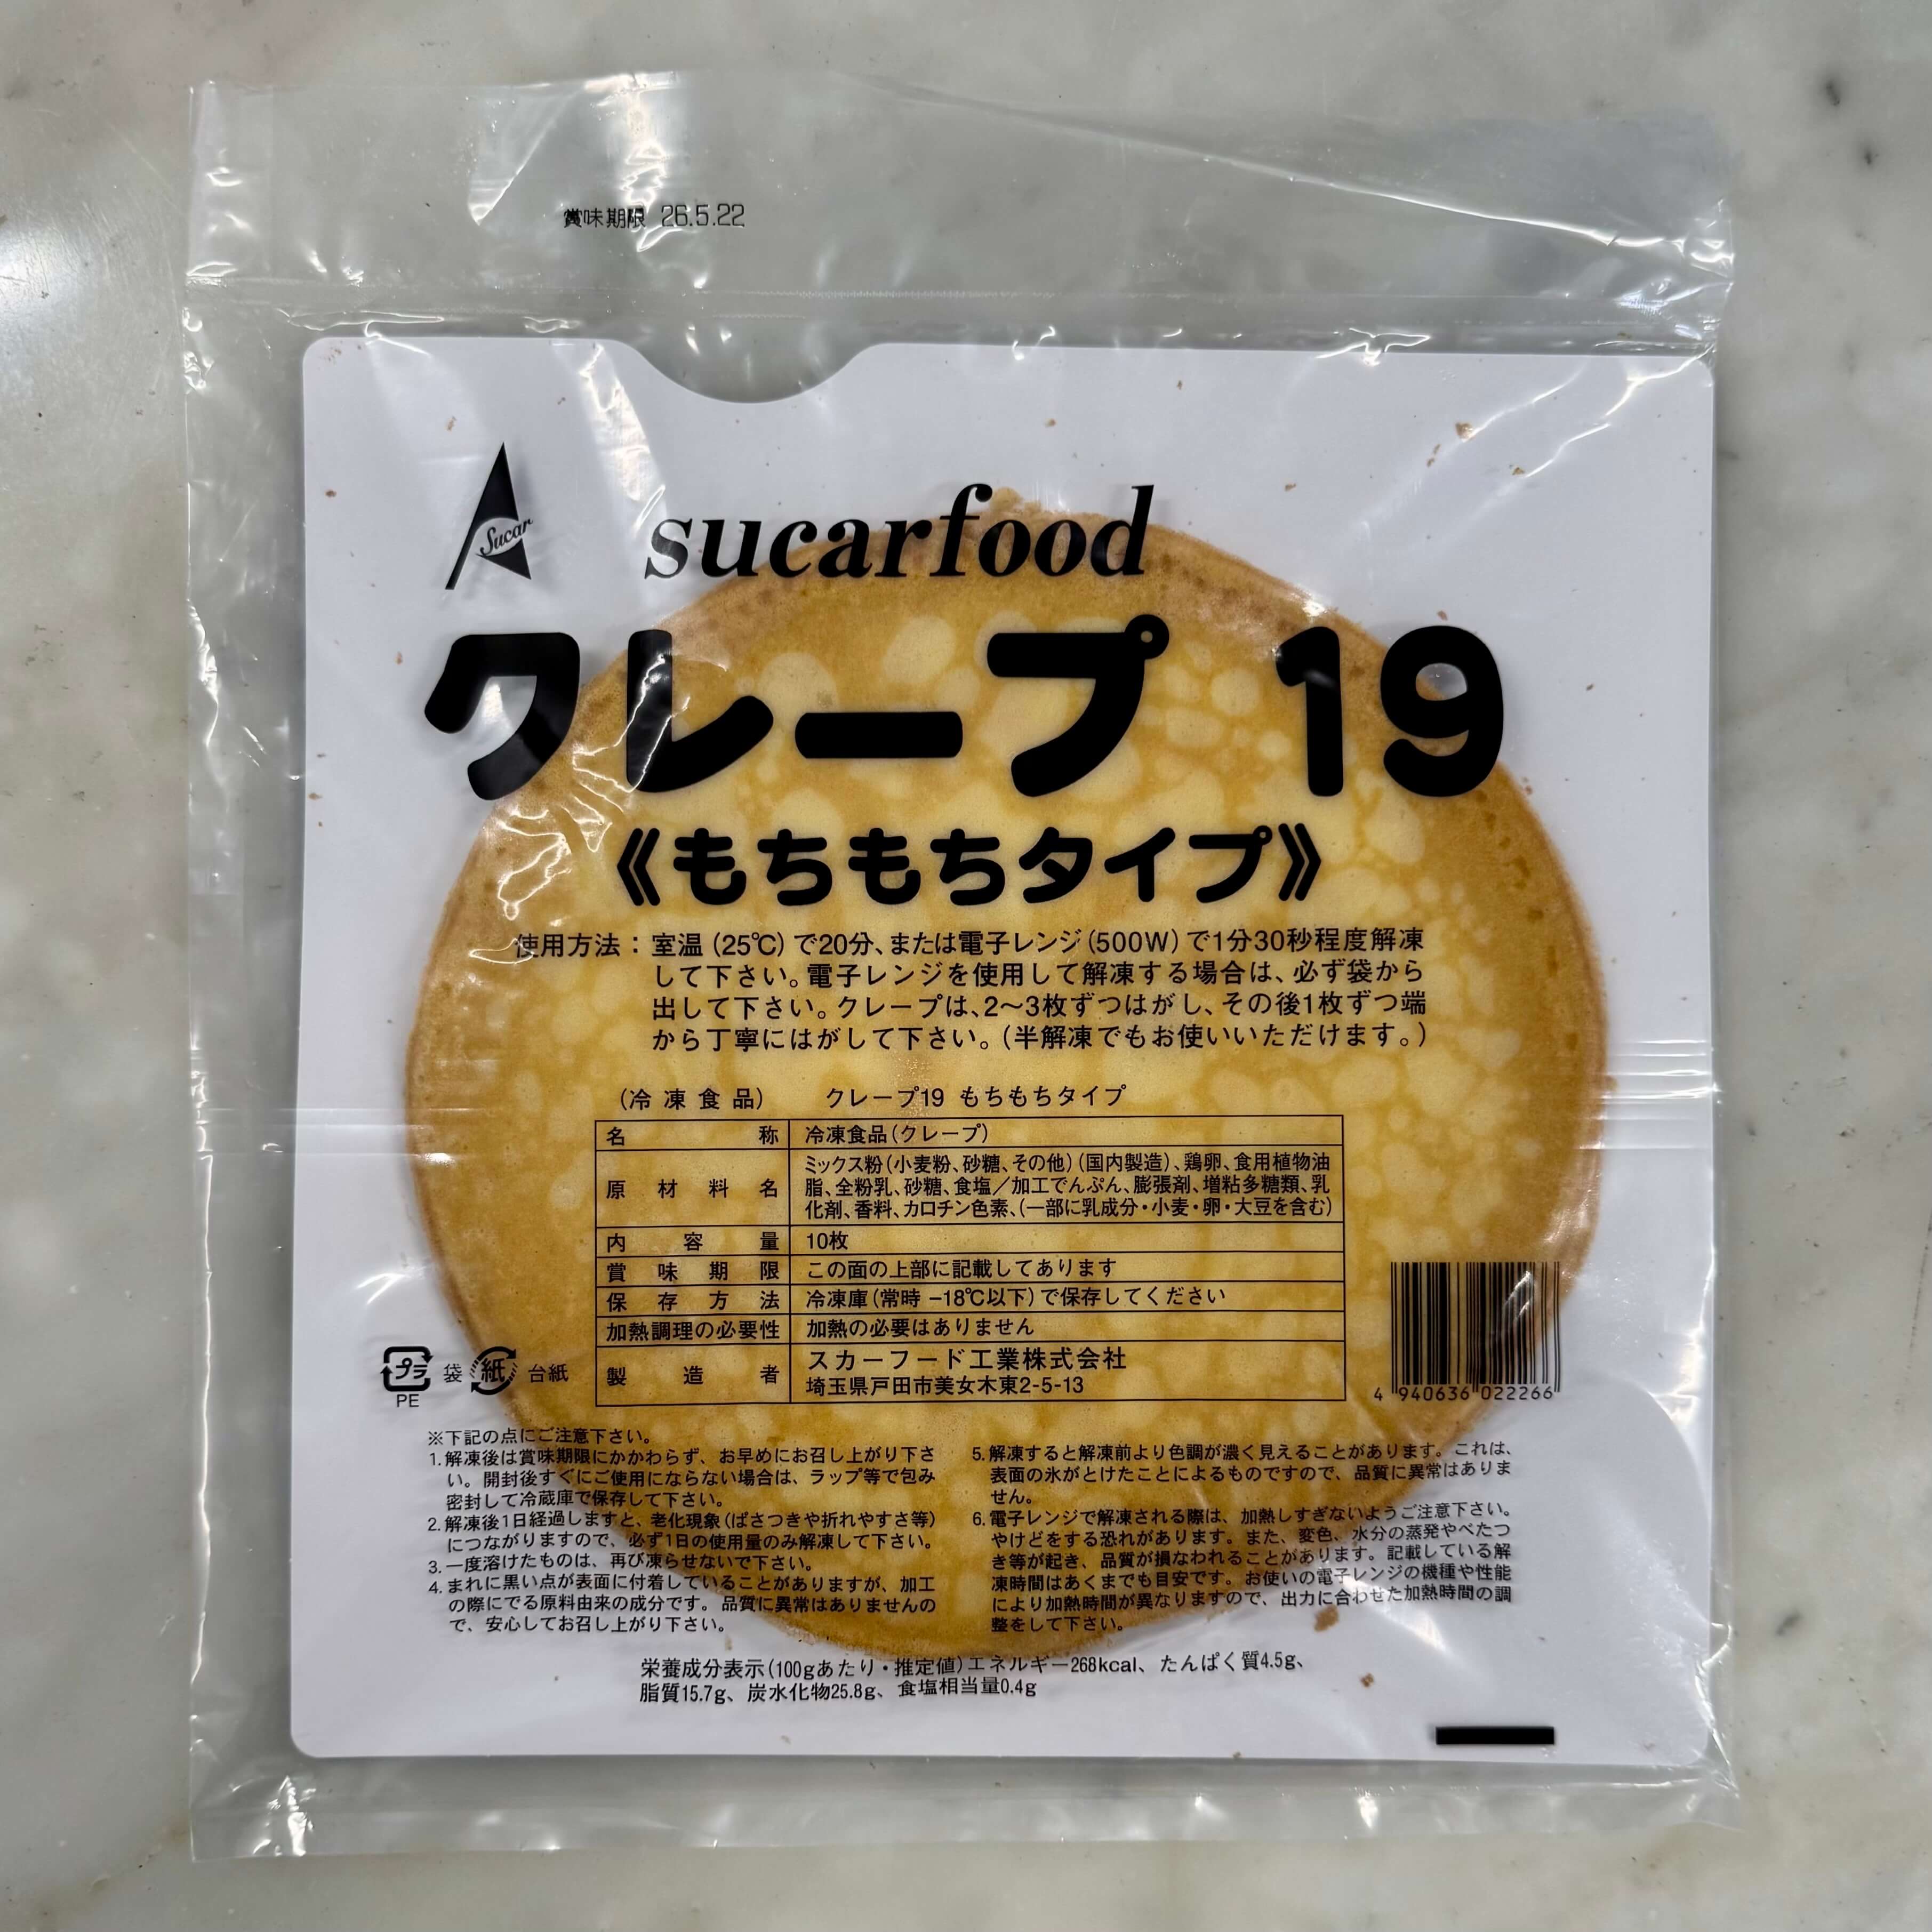 賞味期限 26.5.22
Sucar
sucarfood
クレープ 19
《もちもちタイプ》
使用方法：室温(25℃)で20分、または電子レンジ(500W)で1分30秒程度解凍
して下さい。電子レンジを使用して解凍する場合は、必ず袋から
出して下さい。クレープは、2〜3枚ずつはがし、その後1枚ずつ端
から丁寧にはがして下さい。(半解凍でもお使いいただけます。)
(冷凍食品) クレープ19 もちもちタイプ
名称 冷凍食品(クレープ)
原材料名 ミックス粉(小麦粉、砂糖、その他)(国内製造)、鶏卵、食用植物油
脂、全粉乳、砂糖、食塩／加工でんぷん、膨張剤、増粘多糖類、乳
化剤、香料、カロチン色素、(一部に乳成分・小麦・卵・大豆を含む)
内容量 10枚
賞味期限 この面の上部に記載してあります
保存方法 冷凍庫(常時 −18℃以下)で保存してください
加熱調理の必要性 加熱の必要はありません
製造者 スカーフード工業株式会社
埼玉県戸田市美女木東2-5-13
プラ 袋 紙 台紙
PE
4 940636 022266
※下記の点にご注意下さい。
1.解凍後は賞味期限にかかわらず、お早めにお召し上がり下さ
い。開封後すぐにご使用にならない場合は、ラップ等で包み
密封して冷蔵庫で保存して下さい。
2.解凍後1日経過しますと、老化現象(ぱさつきや折れやすさ等)
につながりますので、必ず1日の使用量のみ解凍して下さい。
3.一度溶けたものは、再び凍らせないで下さい。
4.まれに黒い点が表面に付着していることがありますが、加工
の際にでる原料由来の成分です。品質に異常はありませんの
で、安心してお召し上がり下さい。
5.解凍すると解凍前より色調が濃く見えることがあります。これは、
表面の氷がとけたことによるものですので、品質に異常はありま
せん。
6.電子レンジで解凍される際は、加熱しすぎないようご注意下さい。
やけどをする恐れがあります。また、変色、水分の蒸発やべたつ
き等が起き、品質が損なわれることがあります。記載している解
凍時間はあくまでも目安です。お使いの電子レンジの機種や性能
により加熱時間が異なりますので、出力に合わせた加熱時間の調
整をして下さい。
栄養成分表示(100gあたり・推定値)エネルギー268kcal、たんぱく質4.5g、
脂質15.7g、炭水化物25.8g、食塩相当量0.4g